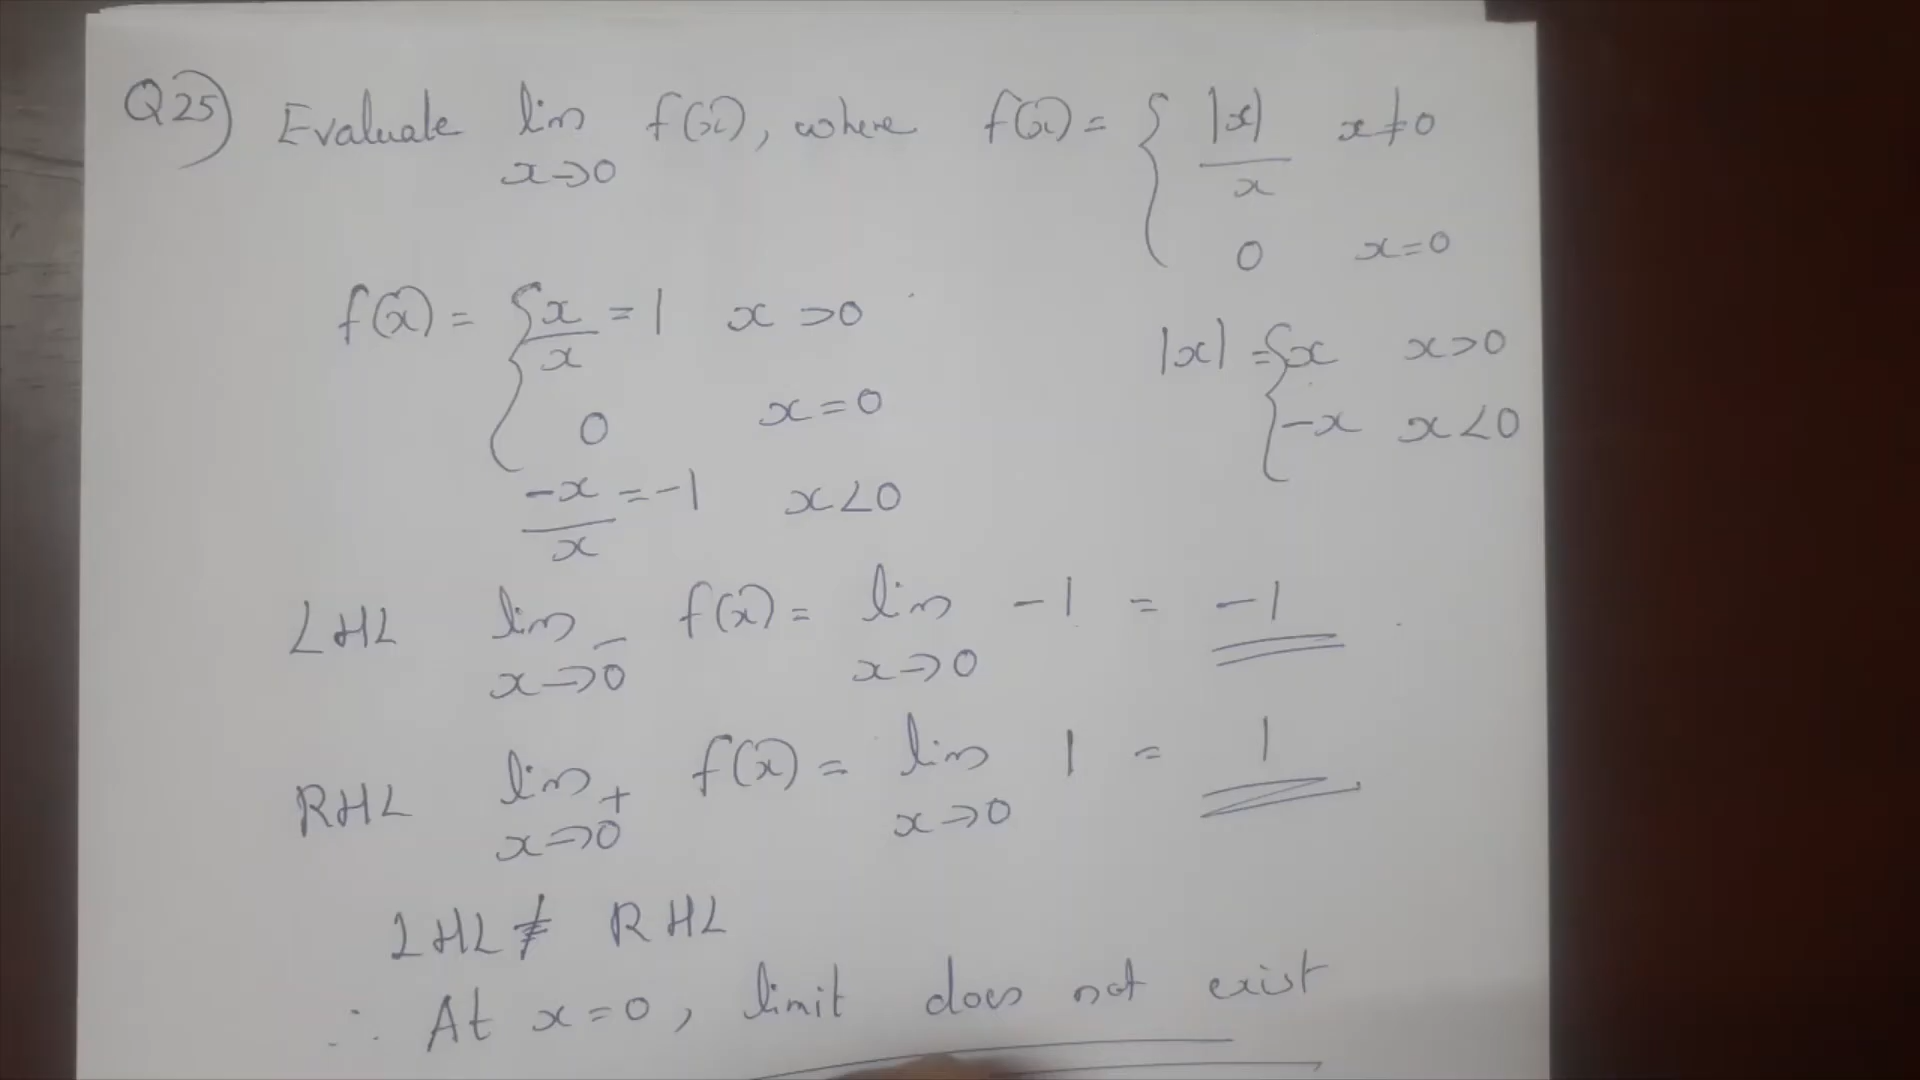 Q25) Evaluate lim x→0 f(x), where f(x) = { |x|/x x≠0
0 x=0
f(x) = { x/x = 1 x>0
0 x=0
-x/x = -1 x<0
|x| = { x x>0
-x x<0
LHL lim x→0⁻ f(x) = lim x→0 -1 = -1
RHL lim x→0⁺ f(x) = lim x→0 1 = 1
LHL ≠ RHL
∴ At x=0, limit does not exist